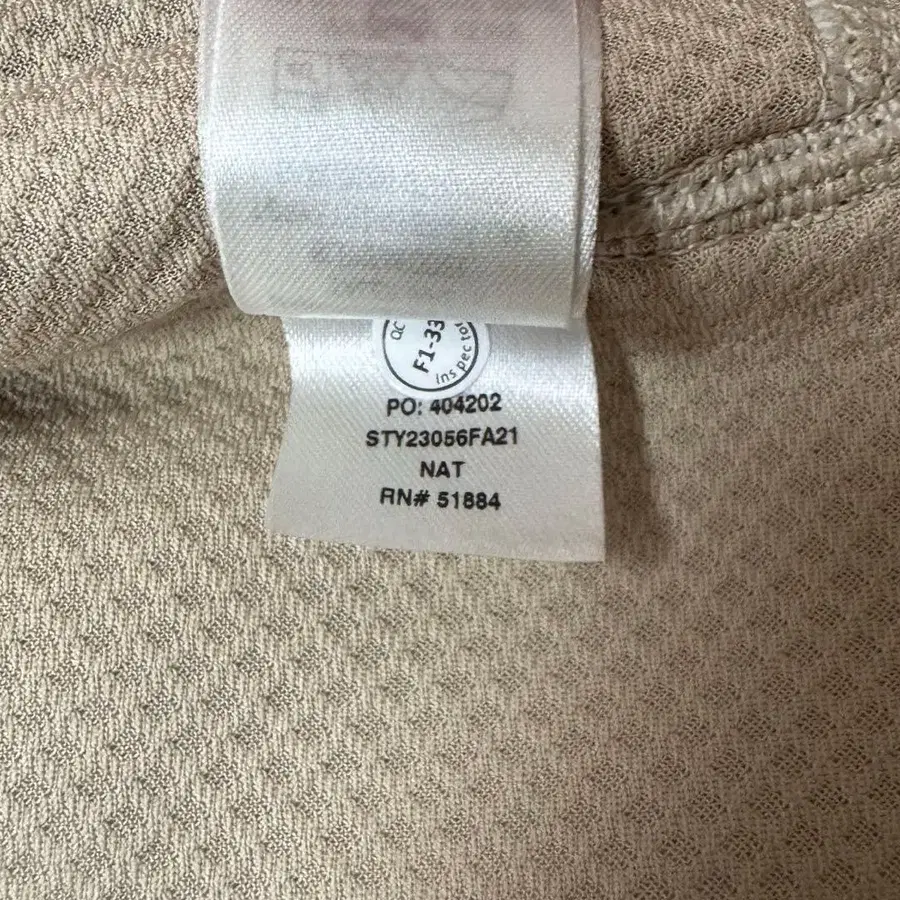 QC
F1-33
Inspector
PO: 404202
STY23056FA21
NAT
RN# 51884